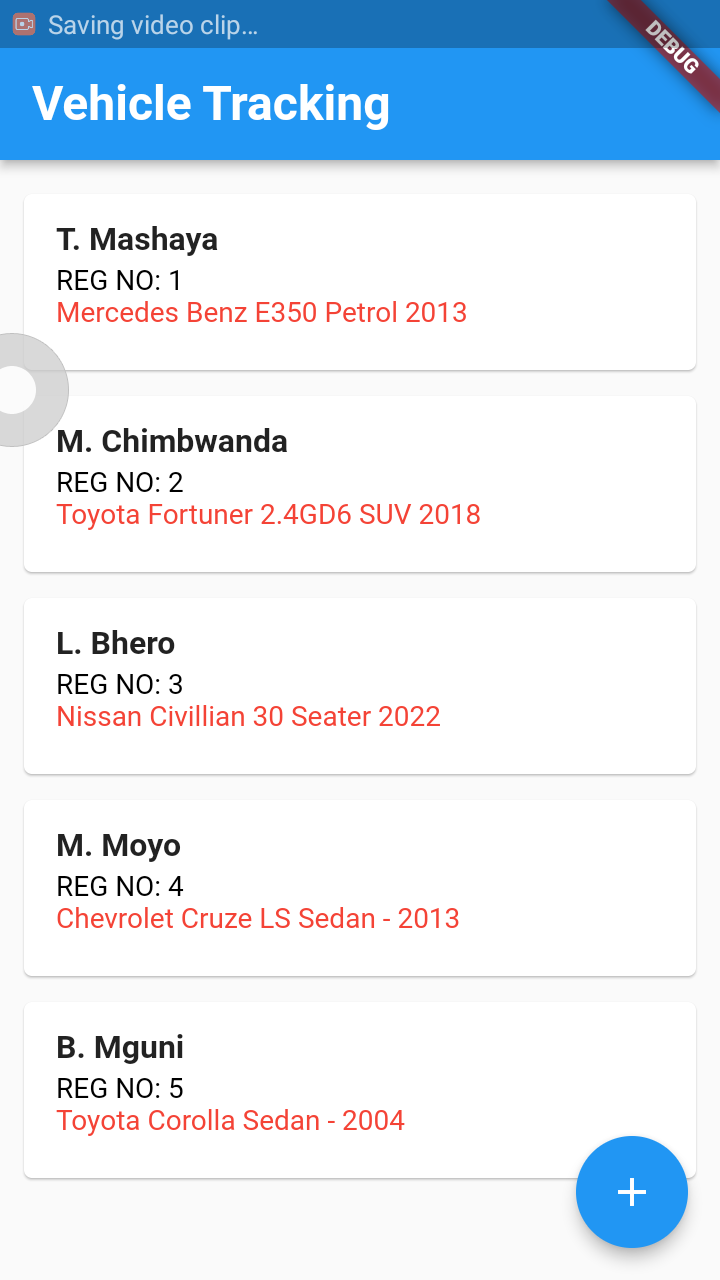 Saving video clip...
DEBUG
Vehicle Tracking
T. Mashaya
REG NO: 1
Mercedes Benz E350 Petrol 2013
M. Chimbwanda
REG NO: 2
Toyota Fortuner 2.4GD6 SUV 2018
L. Bhero
REG NO: 3
Nissan Civillian 30 Seater 2022
M. Moyo
REG NO: 4
Chevrolet Cruze LS Sedan - 2013
B. Mguni
REG NO: 5
Toyota Corolla Sedan - 2004
+